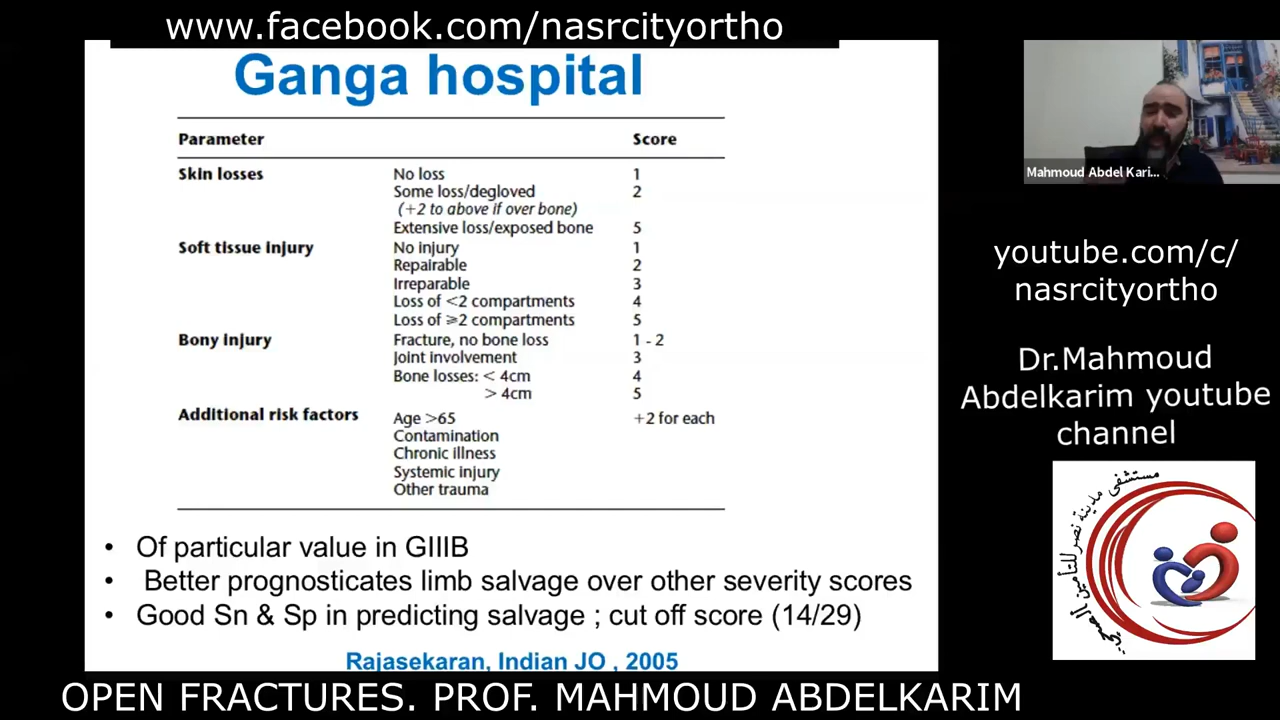 www.facebook.com/nasrcityortho
Ganga hospital
Parameter Score
Skin losses No loss 1
Some loss/degloved 2
(+2 to above if over bone)
Extensive loss/exposed bone 5
Soft tissue injury No injury 1
Repairable 2
Irreparable 3
Loss of <2 compartments 4
Loss of ⩾2 compartments 5
Bony injury Fracture, no bone loss 1 - 2
Joint involvement 3
Bone losses: < 4cm 4
> 4cm 5
Additional risk factors Age >65 +2 for each
Contamination
Chronic illness
Systemic injury
Other trauma
• Of particular value in GIIIB
• Better prognosticates limb salvage over other severity scores
• Good Sn & Sp in predicting salvage ; cut off score (14/29)
Rajasekaran, Indian JO , 2005
Mahmoud Abdel Kari...
youtube.com/c/
nasrcityortho
Dr.Mahmoud
Abdelkarim youtube
channel
مستشفى مدينة نصر للتأمين الصحي
OPEN FRACTURES. PROF. MAHMOUD ABDELKARIM